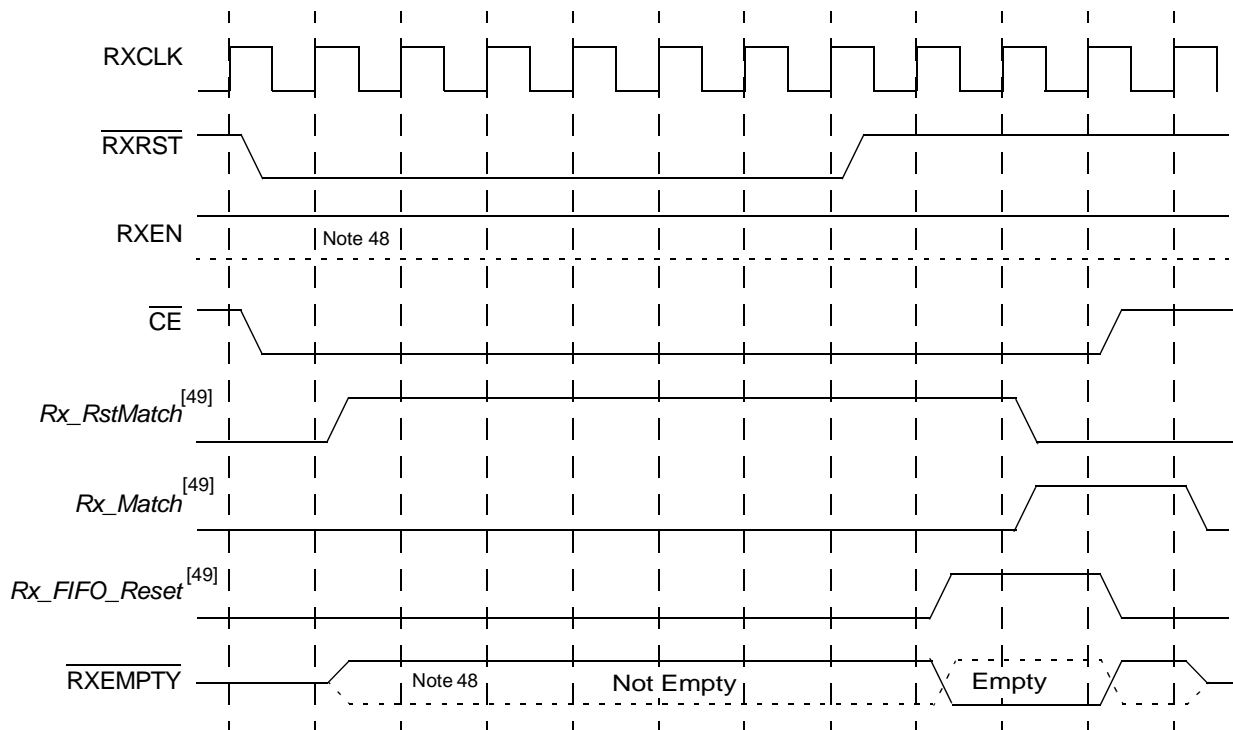 RXCLK
RXRST
RXEN
Note 48
CE
Rx_RstMatch[49]
Rx_Match[49]
Rx_FIFO_Reset[49]
RXEMPTY Note 48 Not Empty Empty